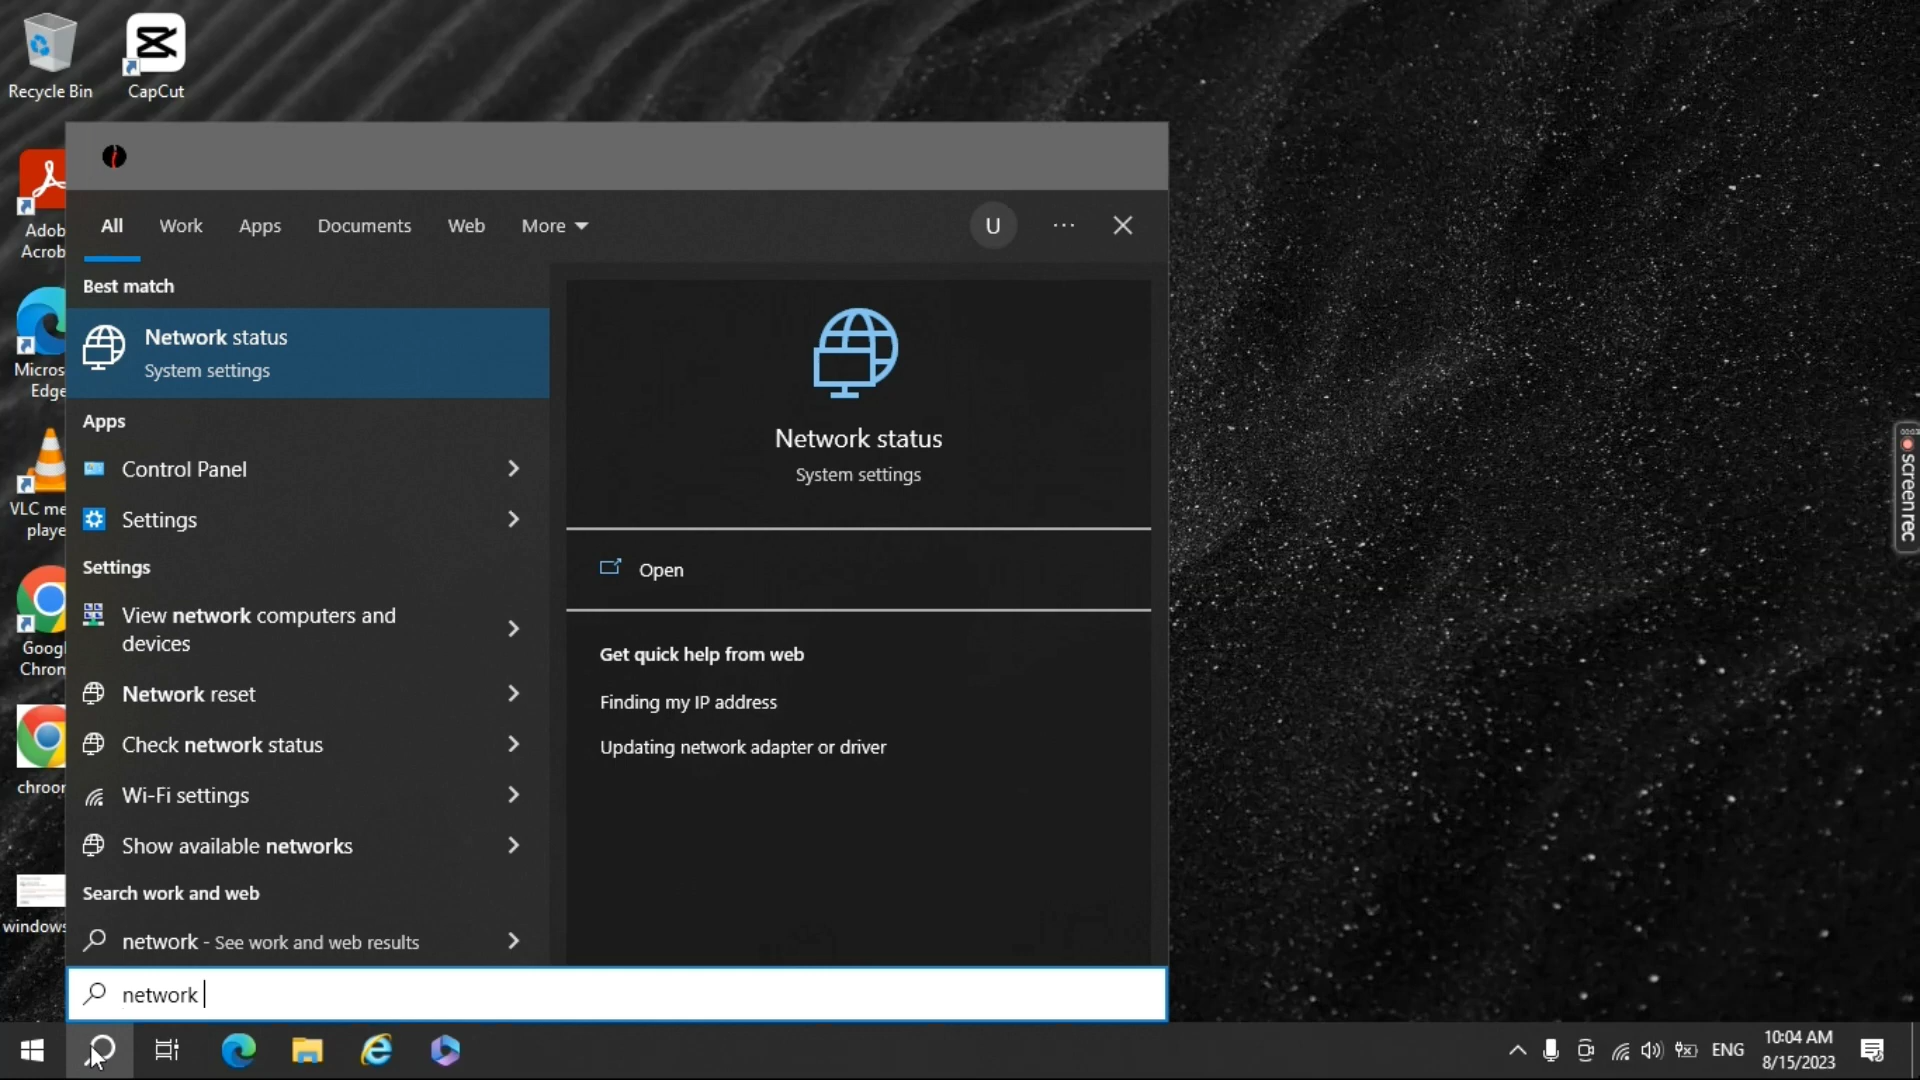 Recycle Bin
CapCut
Adob
Acrob
Micros
Edge
VLC me
playe
Googl
Chron
chroo
windows
All
Work
Apps
Documents
Web
More
U
Best match
Network status
System settings
Apps
Control Panel
Settings
Settings
View network computers and
devices
Network reset
Check network status
Wi-Fi settings
Show available networks
Search work and web
network - See work and web results
network
Network status
System settings
Open
Get quick help from web
Finding my IP address
Updating network adapter or driver
screenrec
ENG
10:04 AM
8/15/2023